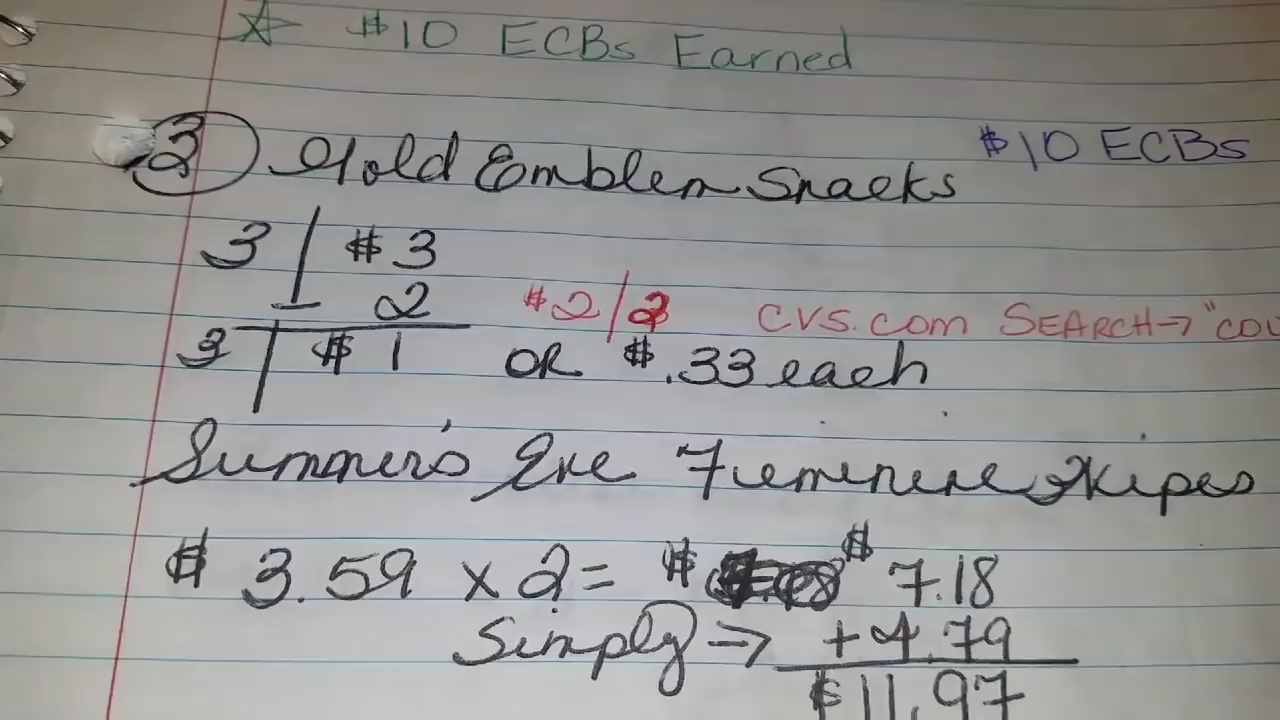 ☆ $10 ECBs Earned
$10 ECBs
3 Gold Emblem Snacks
3 | $3
- 2 $2/3 CVS.com SEARCH→ "COU
3 | $ 1 OR $.33 each
Summer's Eve Feminine Wipes
$ 3.59 x 2 = $ $ 7.18
Simply → + 4.79
$11.97